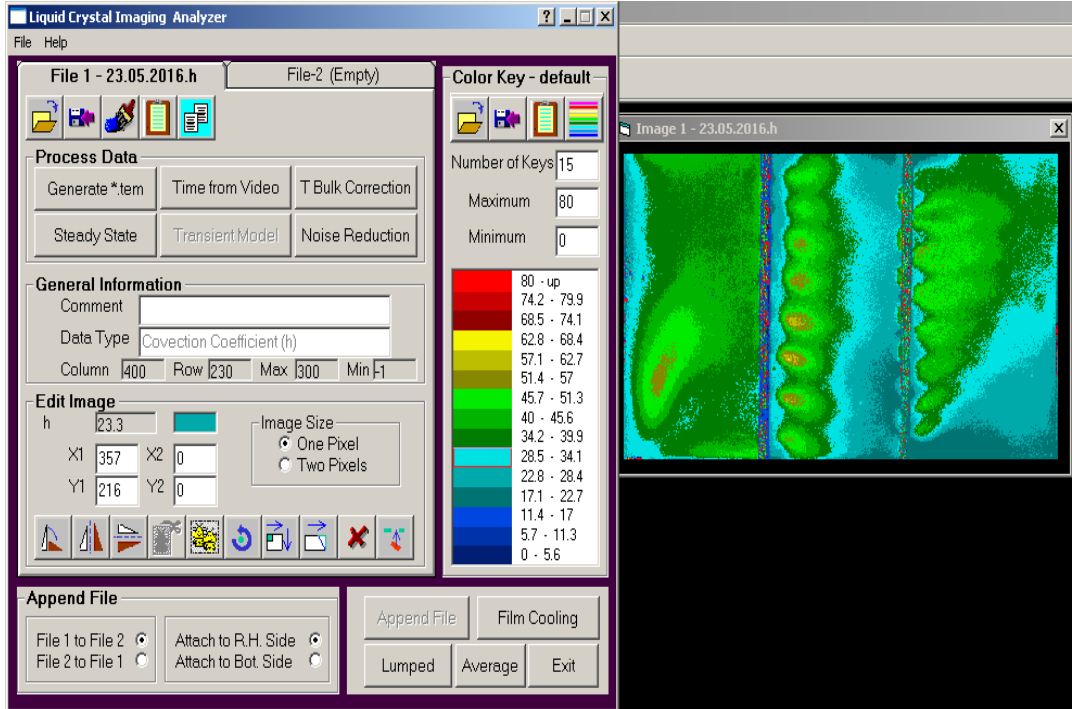 Liquid Crystal Imaging Analyzer
File Help
File 1 - 23.05.2016.h
File-2 (Empty)
Process Data
Generate *.tem
Time from Video
T Bulk Correction
Steady State
Transient Model
Noise Reduction
General Information
Comment
Data Type Covection Coefficient (h)
Column 400 Row 230 Max 300 Min -1
Edit Image
h 23.3
X1 357 X2 0
Y1 216 Y2 0
Image Size
One Pixel
Two Pixels
Color Key - default
Number of Keys 15
Maximum 80
Minimum 0
80 - up
74.2 - 79.9
68.5 - 74.1
62.8 - 68.4
57.1 - 62.7
51.4 - 57
45.7 - 51.3
40 - 45.6
34.2 - 39.9
28.5 - 34.1
22.8 - 28.4
17.1 - 22.7
11.4 - 17
5.7 - 11.3
0 - 5.6
Append File
File 1 to File 2
File 2 to File 1
Attach to R.H. Side
Attach to Bot. Side
Append File
Film Cooling
Lumped
Average
Exit
Image 1 - 23.05.2016.h